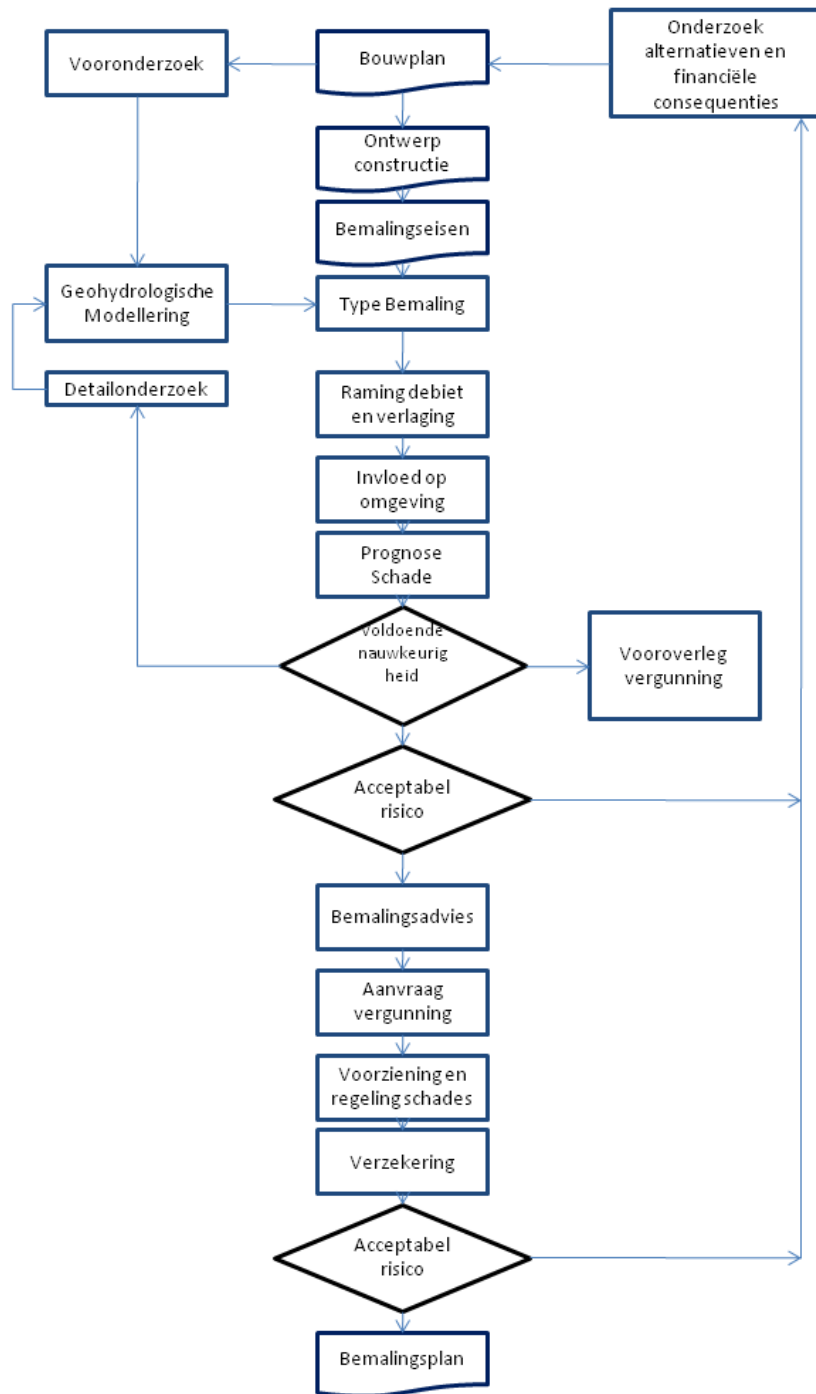 Vooronderzoek
Bouwplan
Onderzoek
alternatieven en
financiële
consequenties
Ontwerp
constructie
Bemalingseisen
Geohydrologische
Modellering
Type Bemaling
Detailonderzoek
Raming debiet
en verlaging
Invloed op
omgeving
Prognose
Schade
Voldoende
nauwkeurig
heid
Vooroverleg
vergunning
Acceptabel
risico
Bemalingsadvies
Aanvraag
vergunning
Voorziening en
regeling schades
Verzekering
Acceptabel
risico
Bemalingsplan